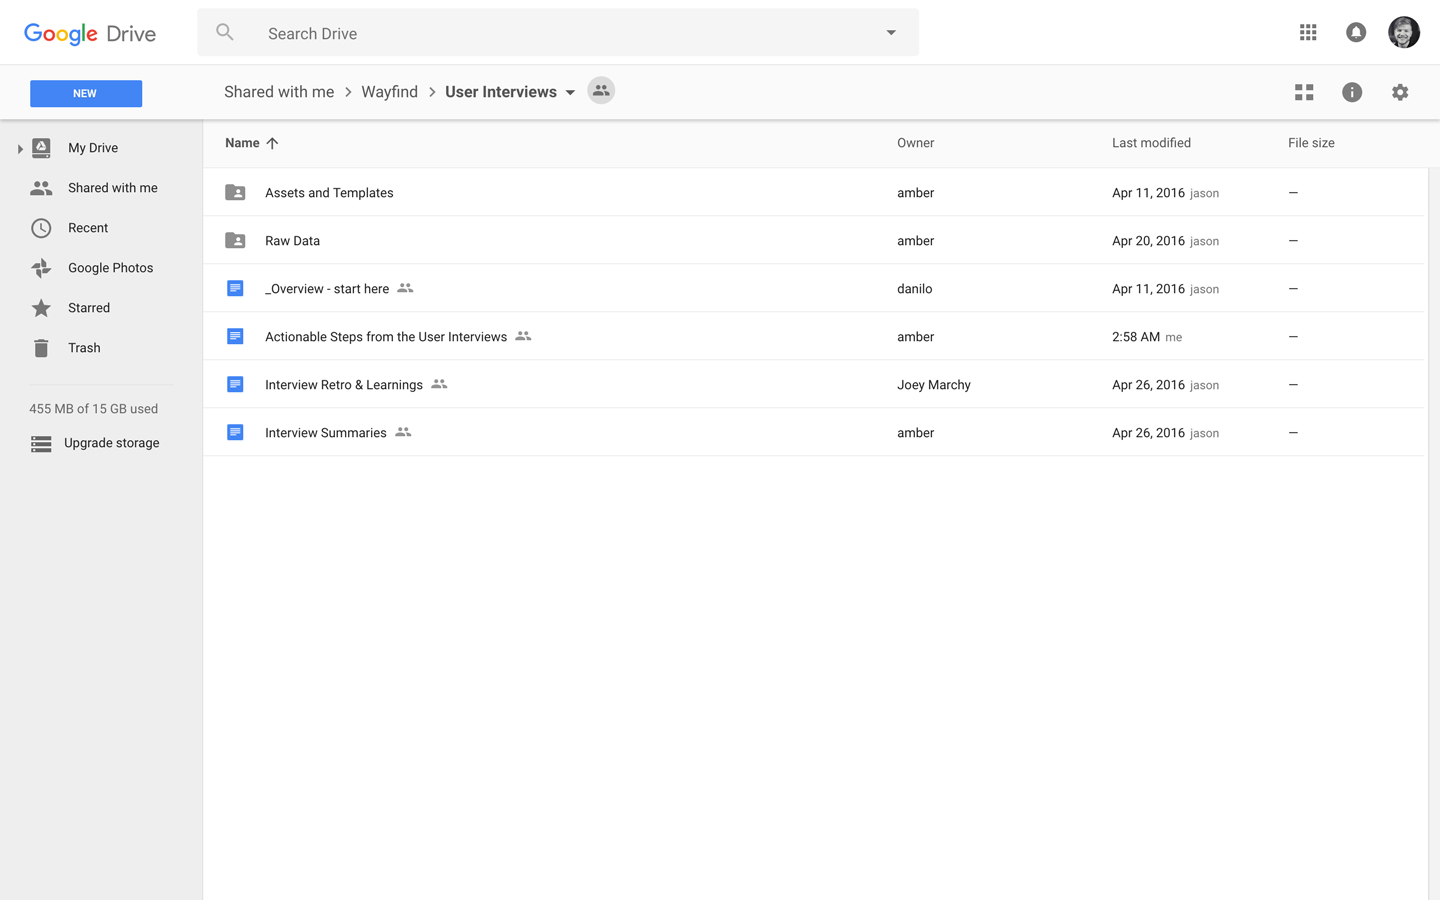 Google Drive
Search Drive
NEW
Shared with me > Wayfind > User Interviews
My Drive
Shared with me
Recent
Google Photos
Starred
Trash
455 MB of 15 GB used
Upgrade storage
Name Owner Last modified File size
Assets and Templates amber Apr 11, 2016 jason —
Raw Data amber Apr 20, 2016 jason —
_Overview - start here danilo Apr 11, 2016 jason —
Actionable Steps from the User Interviews amber 2:58 AM me —
Interview Retro & Learnings Joey Marchy Apr 26, 2016 jason —
Interview Summaries amber Apr 26, 2016 jason —